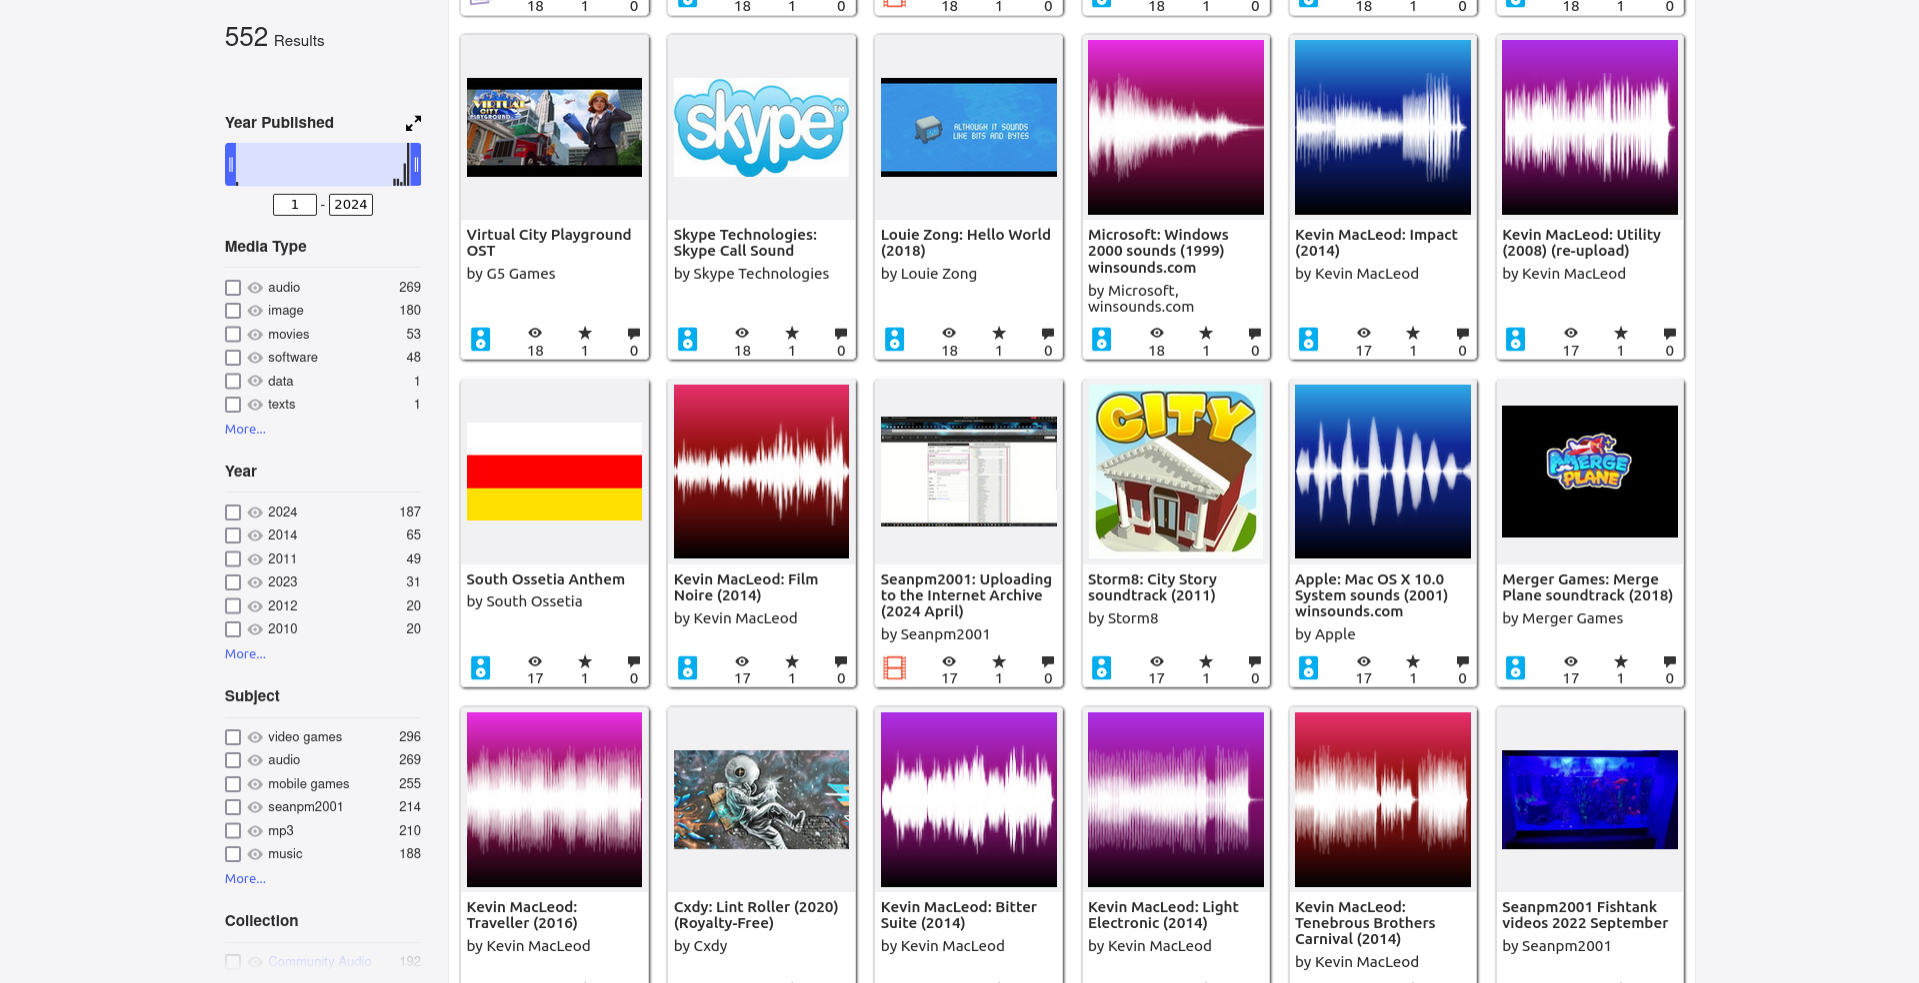 18 1 0 18 1 0 18 1 0 18 1 0 18 1 0 18 1 0
552 Results
Year Published
1 - 2024
Media Type
audio 269
image 180
movies 53
software 48
data 1
texts 1
More...
Year
2024 187
2014 65
2011 49
2023 31
2012 20
2010 20
More...
Subject
video games 296
audio 269
mobile games 255
seanpm2001 214
mp3 210
music 188
More...
Collection
Community Audio 192
VIRTUAL
CITY
PLAYGROUND
Virtual City Playground
OST
by G5 Games
18 1 0
skype™
Skype Technologies:
Skype Call Sound
by Skype Technologies
18 1 0
ALTHOUGH IT SOUNDS
LIKE BITS AND BYTES
Louie Zong: Hello World
(2018)
by Louie Zong
18 1 0
Microsoft: Windows
2000 sounds (1999)
winsounds.com
by Microsoft,
winsounds.com
18 1 0
Kevin MacLeod: Impact
(2014)
by Kevin MacLeod
17 1 0
Kevin MacLeod: Utility
(2008) (re-upload)
by Kevin MacLeod
17 1 0
South Ossetia Anthem
by South Ossetia
17 1 0
Kevin MacLeod: Film
Noire (2014)
by Kevin MacLeod
17 1 0
Seanpm2001: Uploading
to the Internet Archive
(2024 April)
by Seanpm2001
17 1 0
CITY
Storm8: City Story
soundtrack (2011)
by Storm8
17 1 0
Apple: Mac OS X 10.0
System sounds (2001)
winsounds.com
by Apple
17 1 0
MERGE
PLANE
Merger Games: Merge
Plane soundtrack (2018)
by Merger Games
17 1 0
Kevin MacLeod:
Traveller (2016)
by Kevin MacLeod
Cxdy: Lint Roller (2020)
(Royalty-Free)
by Cxdy
Kevin MacLeod: Bitter
Suite (2014)
by Kevin MacLeod
Kevin MacLeod: Light
Electronic (2014)
by Kevin MacLeod
Kevin MacLeod:
Tenebrous Brothers
Carnival (2014)
by Kevin MacLeod
Seanpm2001 Fishtank
videos 2022 September
by Seanpm2001